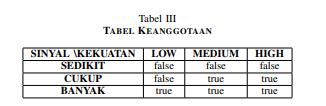 Tabel III
TABEL KEANGGOTAAN
SINYAL \KEKUATAN LOW MEDIUM HIGH
SEDIKIT false false false
CUKUP false true true
BANYAK true true true